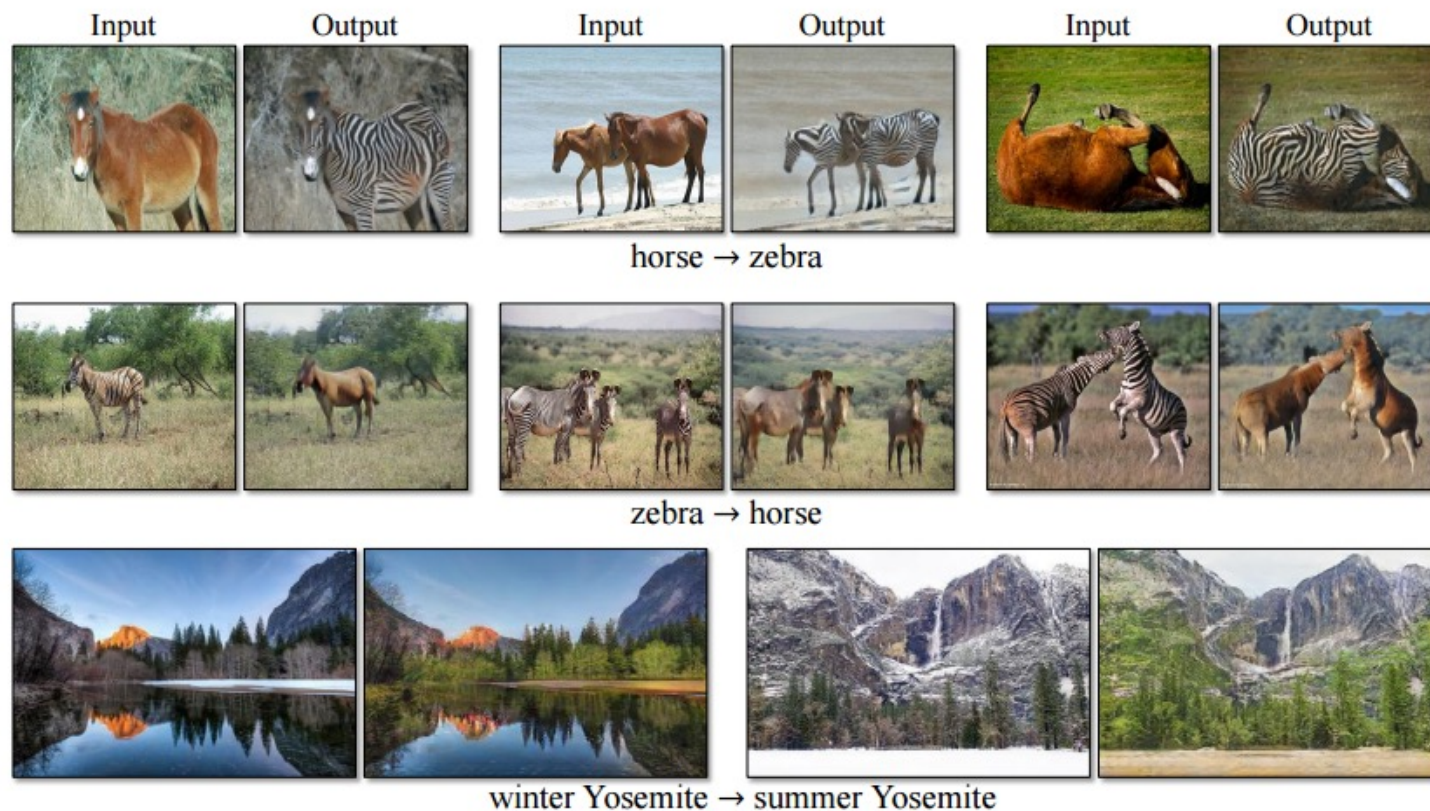 Input Output Input Output Input Output
horse → zebra
zebra → horse
winter Yosemite → summer Yosemite